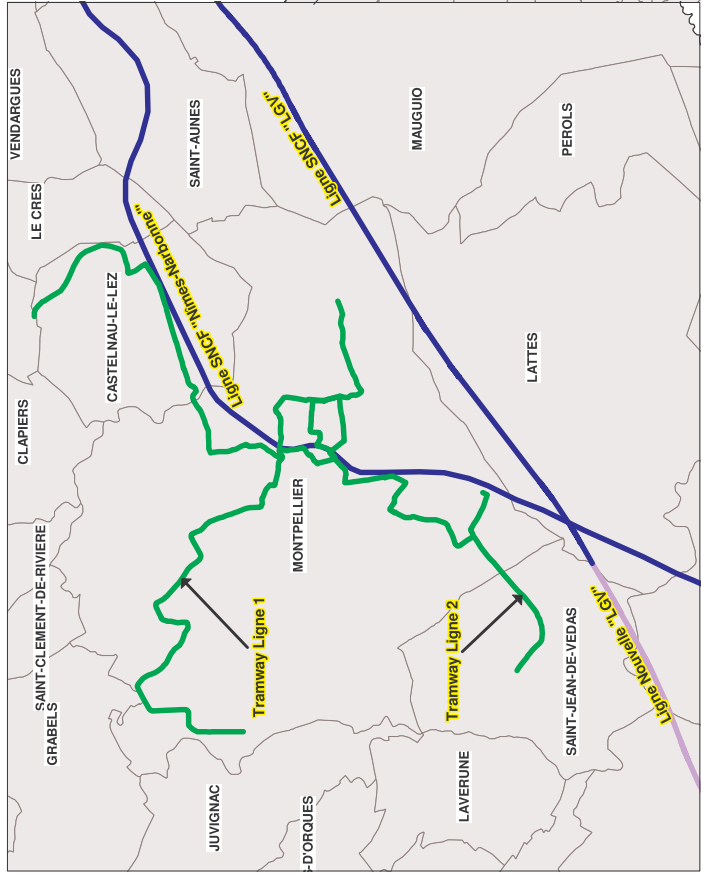 GRABELS
SAINT-CLEMENT-DE-RIVIERE
CLAPIERS
LE CRES
VENDARGUES
CASTELNAU-LE-LEZ
SAINT-AUNES
Ligne SNCF "Nîmes-Narbonne"
JUVIGNAC
Tramway Ligne 1
MONTPELLIER
Ligne SNCF "LGV"
S-D'ORQUES
MAUGUIO
LAVERUNE
Tramway Ligne 2
LATTES
PEROLS
SAINT-JEAN-DE-VEDAS
Ligne Nouvelle "LGV"